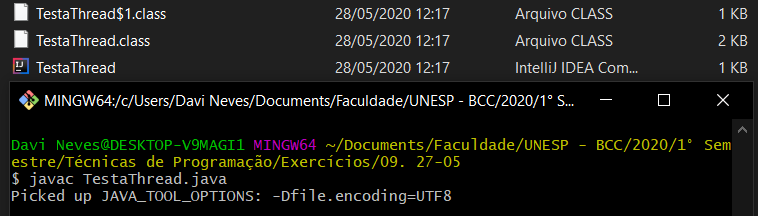 TestaThread$1.class 28/05/2020 12:17 Arquivo CLASS 1 KB
TestaThread.class 28/05/2020 12:17 Arquivo CLASS 2 KB
TestaThread 28/05/2020 12:17 IntelliJ IDEA Com... 1 KB
MINGW64:/c/Users/Davi Neves/Documents/Faculdade/UNESP - BCC/2020/1° S...
Davi Neves@DESKTOP-V9MAGI1 MINGW64 ~/Documents/Faculdade/UNESP - BCC/2020/1° Sem
estre/Técnicas de Programação/Exercícios/09. 27-05
$ javac TestaThread.java
Picked up JAVA_TOOL_OPTIONS: -Dfile.encoding=UTF8